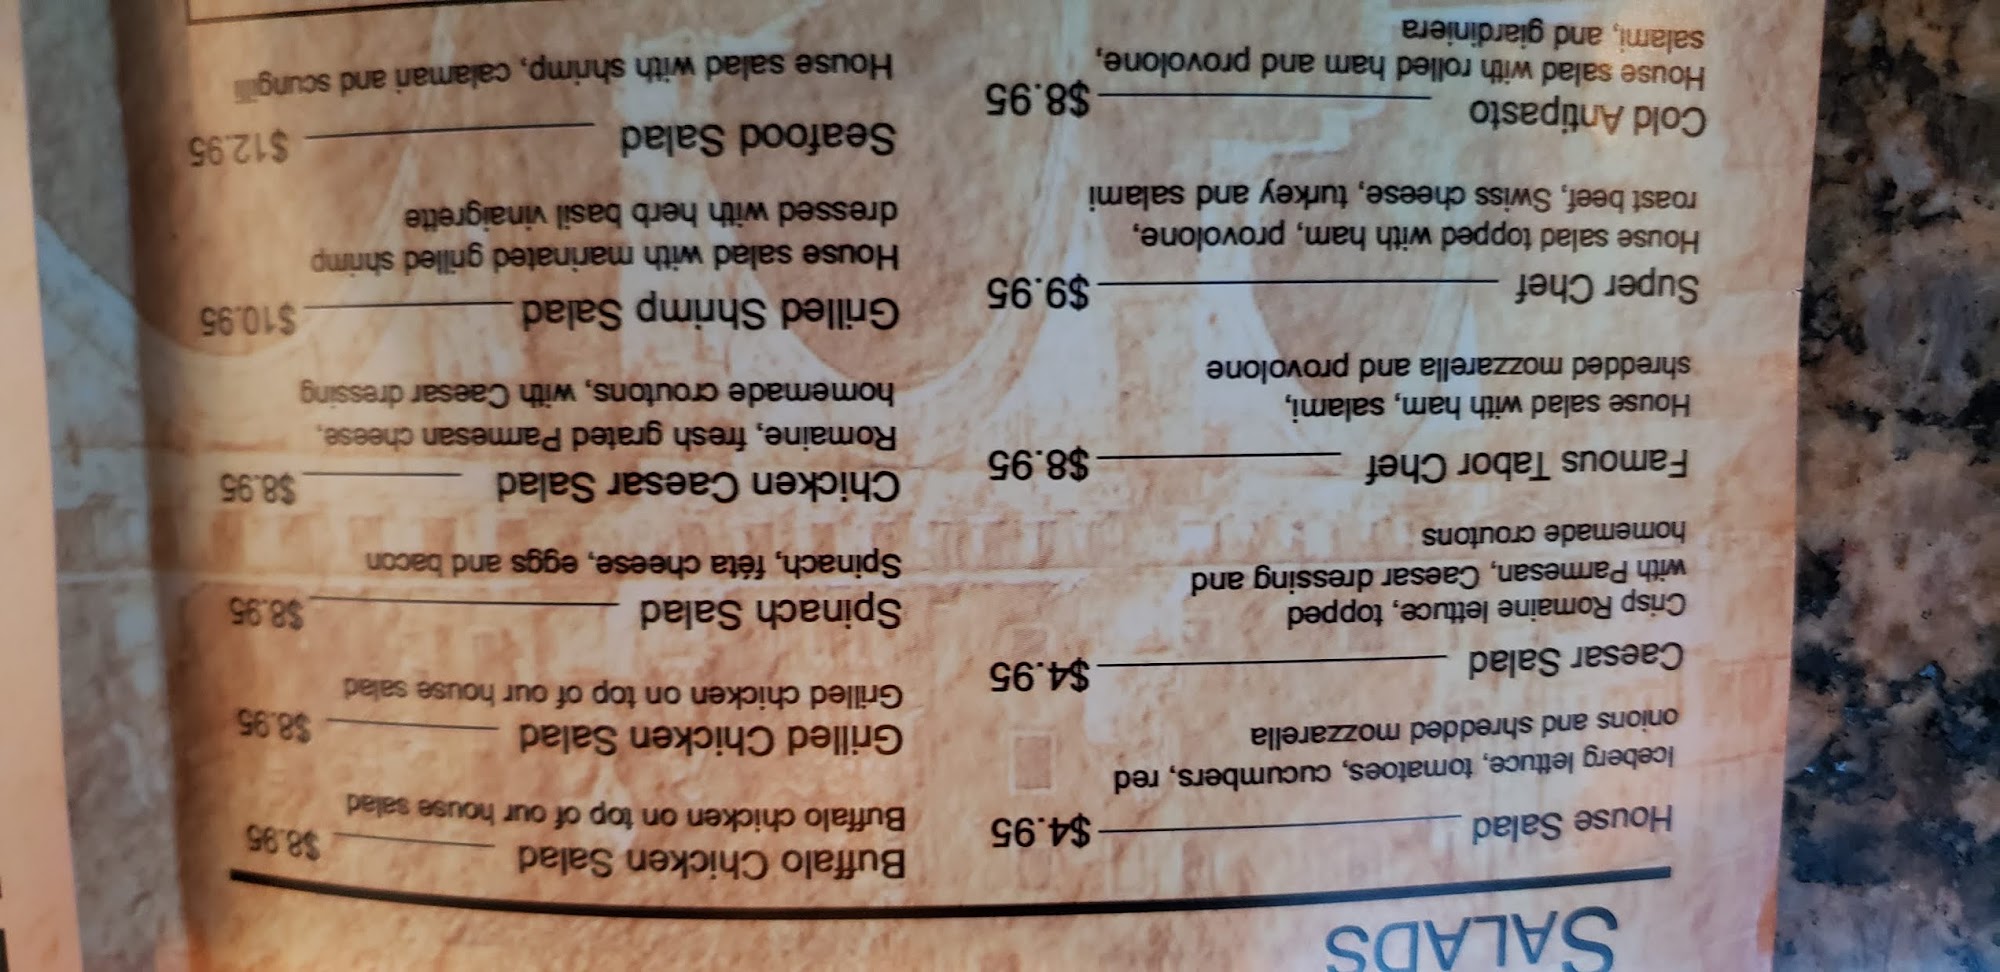 SALADS
House Salad $4.95
Iceberg lettuce, tomatoes, cucumbers, red
onions and shredded mozzarella
Caesar Salad $4.95
Crisp Romaine lettuce, topped
with Parmesan, Caesar dressing and
homemade croutons
Famous Tabor Chef $8.95
House salad with ham, salami,
shredded mozzarella and provolone
Super Chef $9.95
House salad topped with ham, provolone,
roast beef, Swiss cheese, turkey and salami
Cold Antipasto $8.95
House salad with rolled ham and provolone,
salami, and giardiniera
Buffalo Chicken Salad $8.95
Buffalo chicken on top of our house salad
Grilled Chicken Salad $8.95
Grilled chicken on top of our house salad
Spinach Salad $8.95
Spinach, féta cheese, eggs and bacon
Chicken Caesar Salad $8.95
Romaine, fresh grated Parmesan cheese,
homemade croutons, with Caesar dressing
Grilled Shrimp Salad $10.95
House salad with marinated grilled shrimp
dressed with herb basil vinaigrette
Seafood Salad $12.95
House salad with shrimp, calamari and scungilli